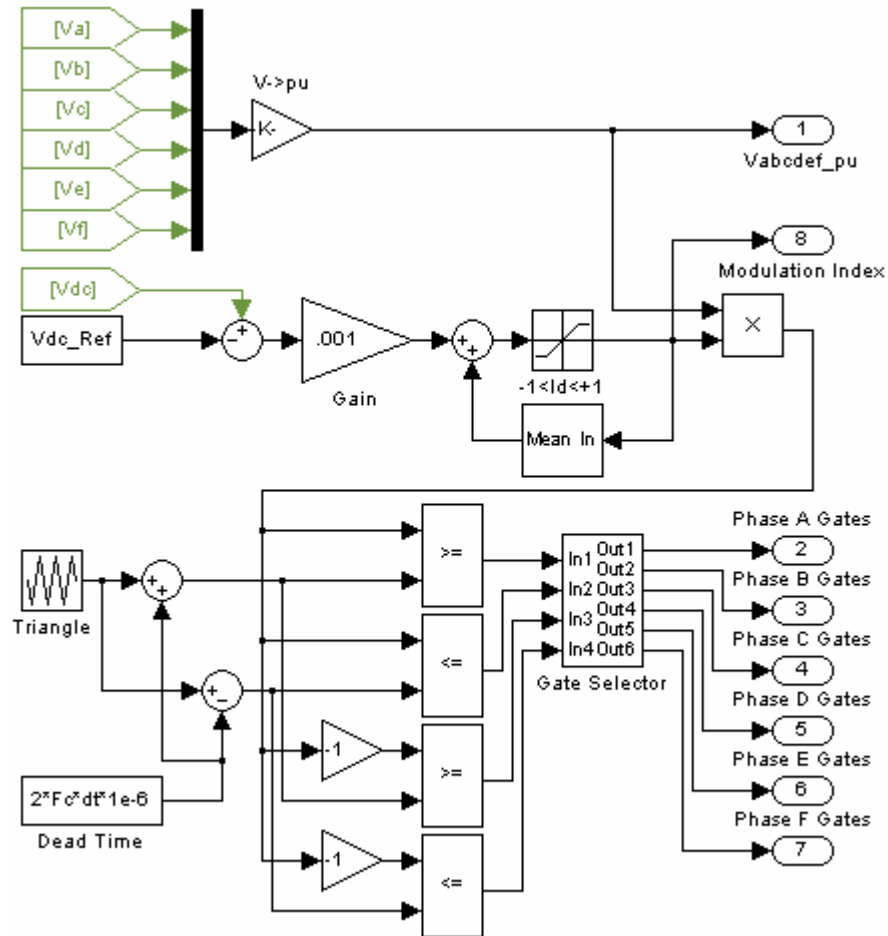 [Va]
[Vb]
[Vc]
[Vd]
[Ve]
[Vf]
V->pu
K-
1
Vabcdef_pu
8
Modulation Index
[Vdc]
Vdc_Ref
- +
.001
Gain
+ +
-1<Id<+1
Mean In
×
Triangle
+ +
+ -
2*Fc*dt*1e-6
Dead Time
>=
<=
-1
>=
-1
<=
In1 Out1
Out2
In2 Out3
In3 Out4
Out5
In4 Out6
Gate Selector
Phase A Gates
2
Phase B Gates
3
Phase C Gates
4
Phase D Gates
5
Phase E Gates
6
Phase F Gates
7